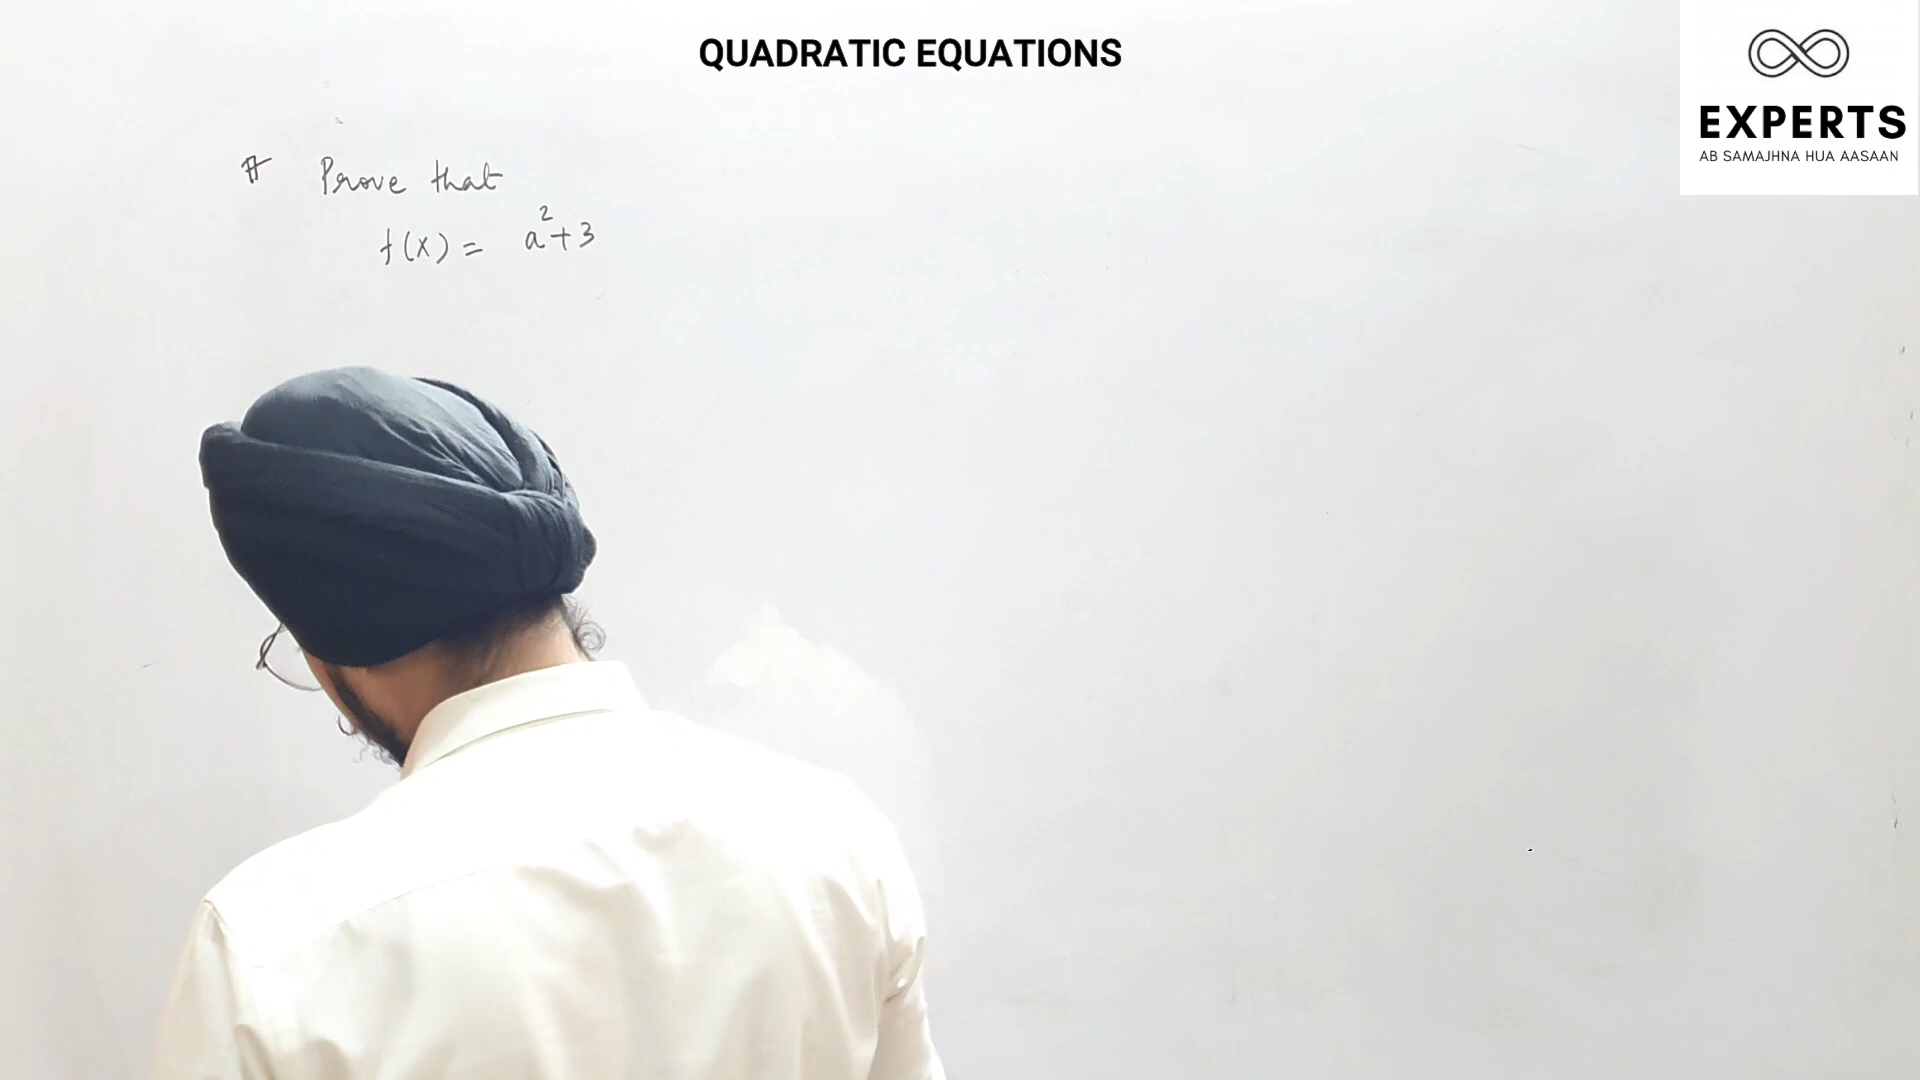 QUADRATIC EQUATIONS
EXPERTS
AB SAMAJHNA HUA AASAAN
# Prove that
f(x) = a²+3